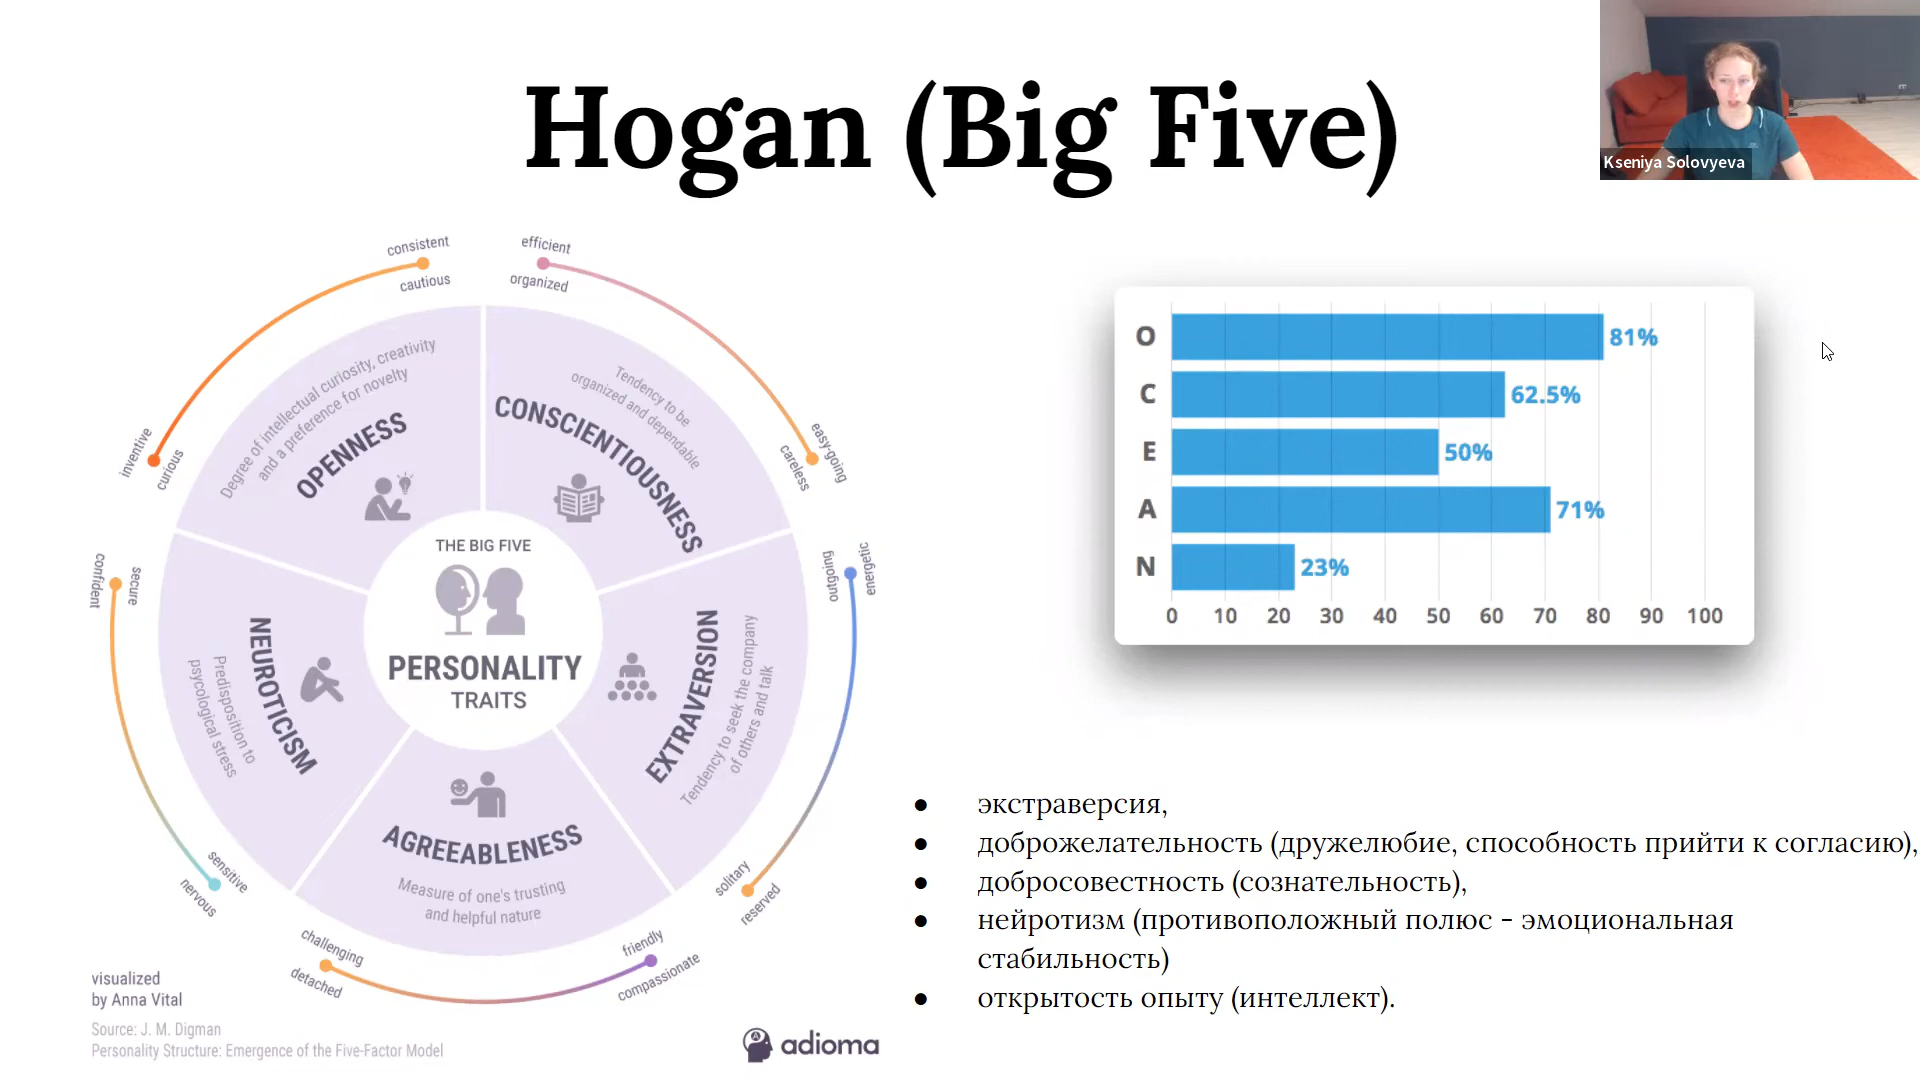 Hogan (Big Five)
Kseniya Solovyeva
consistent
cautious
inventive
curious
Degree of intellectual curiosity, creativity
and a preference for novelty
OPENNESS
efficient
organized
easy-going
careless
Tendency to be
organized and dependable
CONSCIENTIOUSNESS
energetic
outgoing
solitary
reserved
EXTRAVERSION
Tendency to seek the company
of others and talk
friendly
compassionate
challenging
detached
AGREEABLENESS
Measure of one's trusting
and helpful nature
secure
confident
sensitive
nervous
NEUROTICISM
Predisposition to
psycological stress
THE BIG FIVE
PERSONALITY
TRAITS
visualized
by Anna Vital
Source: J. M. Digman
Personality Structure: Emergence of the Five-Factor Model
adioma
O 81%
C 62.5%
E 50%
A 71%
N 23%
0 10 20 30 40 50 60 70 80 90 100
● экстраверсия,
● доброжелательность (дружелюбие, способность прийти к согласию),
● добросовестность (сознательность),
● нейротизм (противоположный полюс - эмоциональная
стабильность)
● открытость опыту (интеллект).